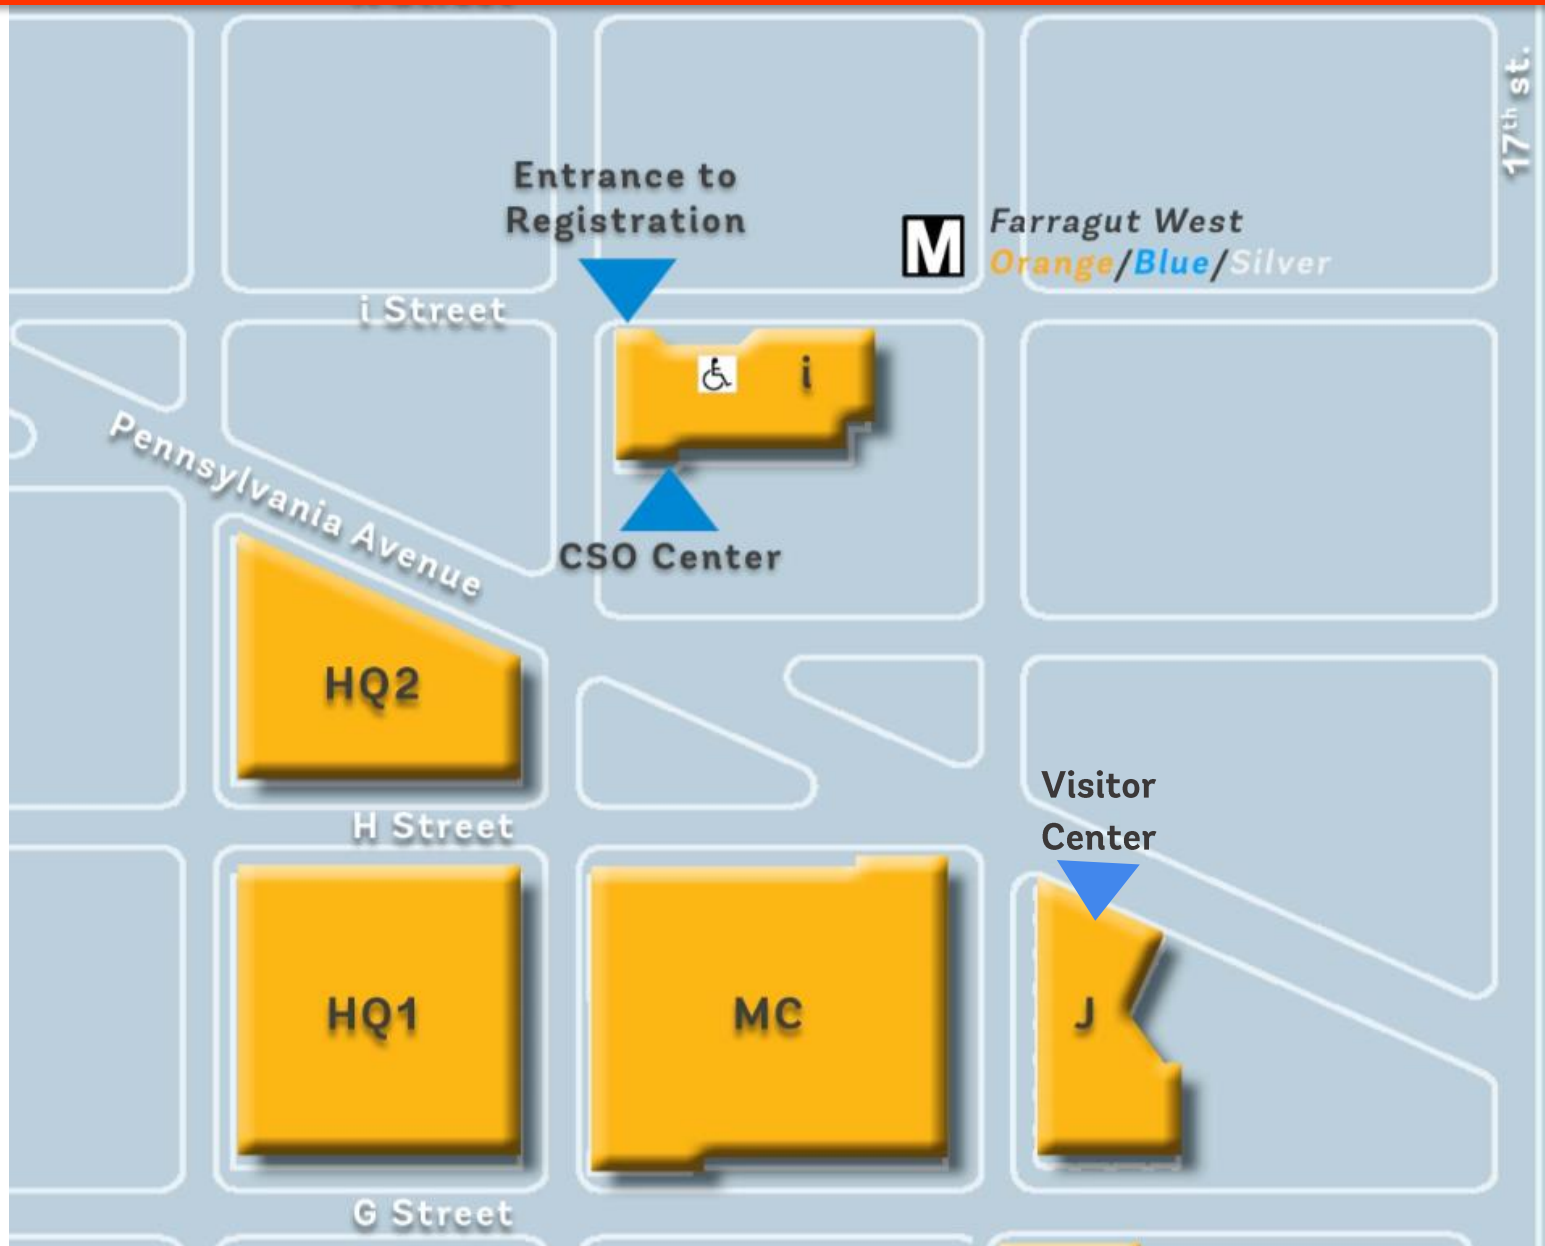 17th st.
Entrance to
Registration
M
Farragut West
Orange/Blue/Silver
i Street
i
Pennsylvania Avenue
CSO Center
HQ2
Visitor
Center
H Street
HQ1
MC
J
G Street